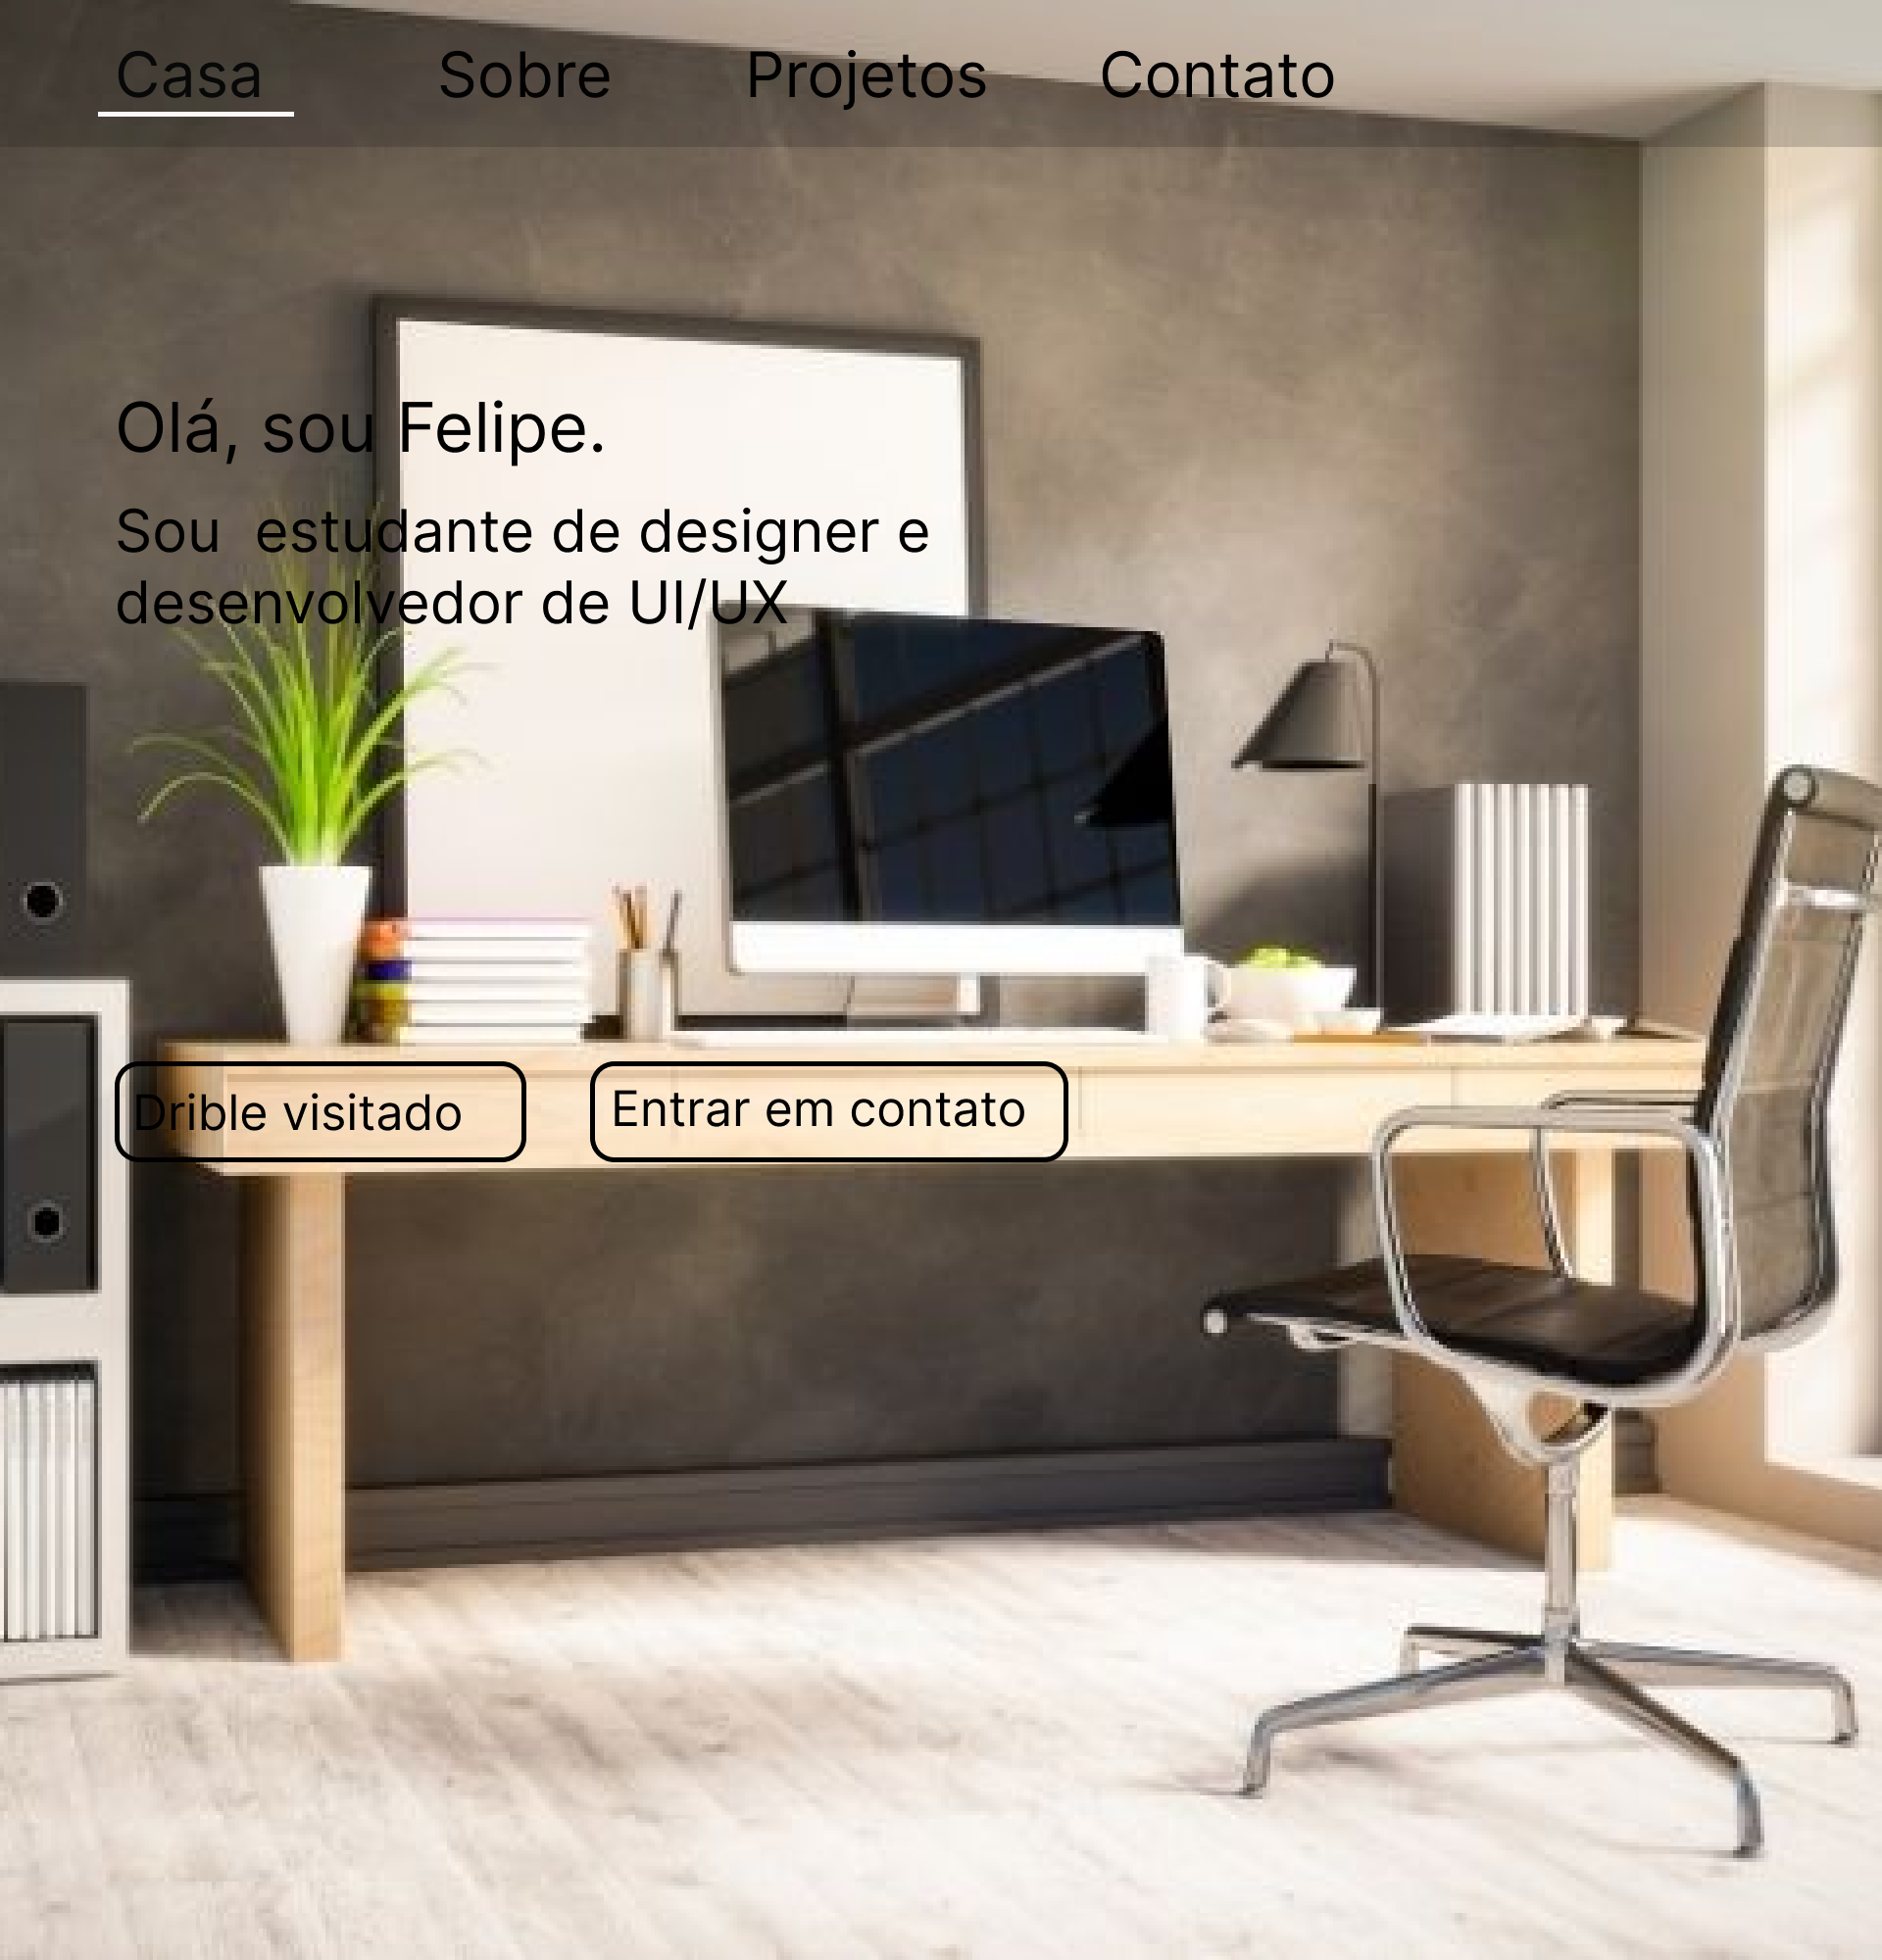 Casa Sobre Projetos Contato
Olá, sou Felipe.
Sou estudante de designer e
desenvolvedor de UI/UX
Drible visitado
Entrar em contato